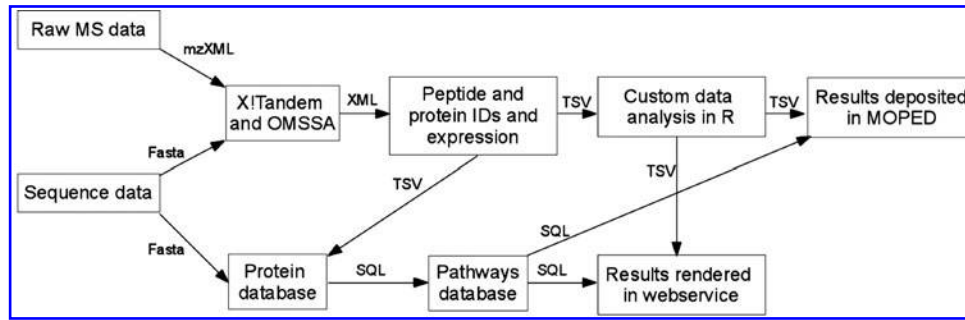 Raw MS data
mzXML
X!Tandem
and OMSSA
XML
Peptide and
protein IDs and
expression
TSV
Custom data
analysis in R
TSV
Results deposited
in MOPED
Fasta
Sequence data
TSV
TSV
Fasta
SQL
Protein
database
SQL
Pathways
database
SQL
Results rendered
in webservice